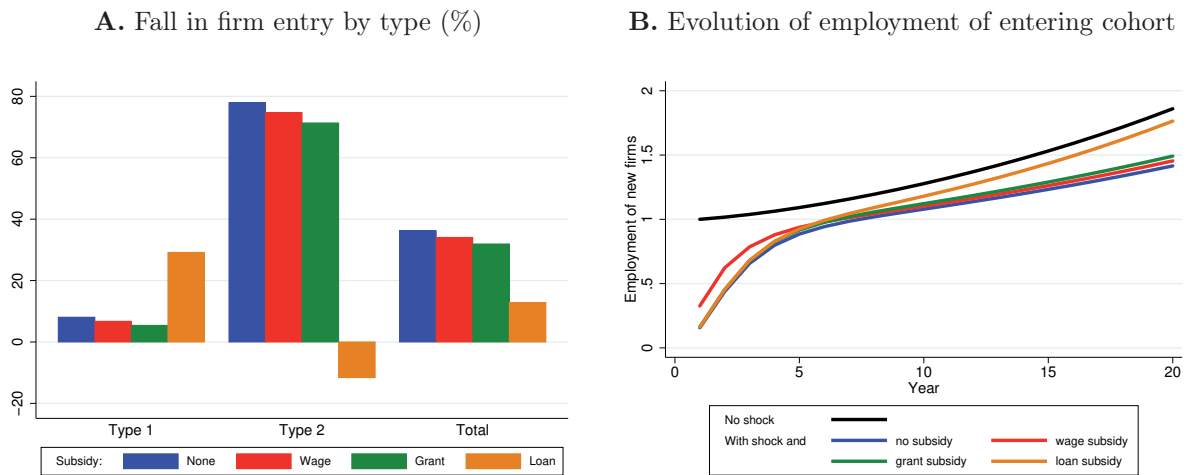 A. Fall in firm entry by type (%)
80
60
40
20
0
−20
Type 1 Type 2 Total
Subsidy: None Wage Grant Loan
B. Evolution of employment of entering cohort
Employment of new firms
2
1.5
1
.5
0
0 5 10 15 20
Year
No shock
With shock and no subsidy wage subsidy
grant subsidy loan subsidy